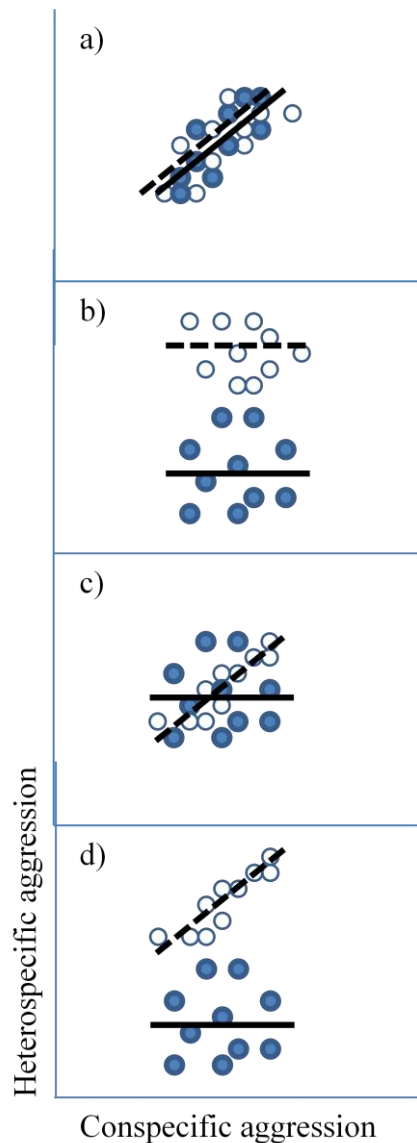 a)
b)
c)
d)
Heterospecific aggression
Conspecific aggression